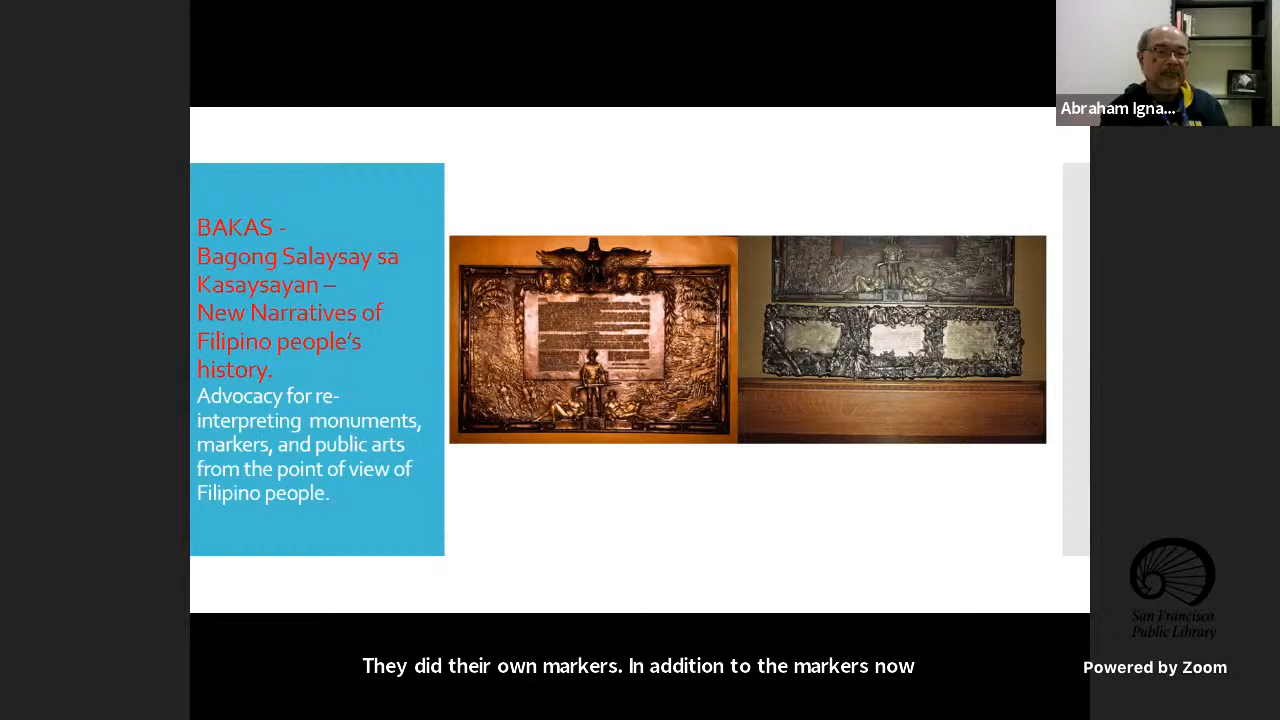 Abraham Igna...
BAKAS -
Bagong Salaysay sa
Kasaysayan –
New Narratives of
Filipino people's
history.
Advocacy for re-
interpreting monuments,
markers, and public arts
from the point of view of
Filipino people.
San Francisco
Public Library
They did their own markers. In addition to the markers now
Powered by Zoom